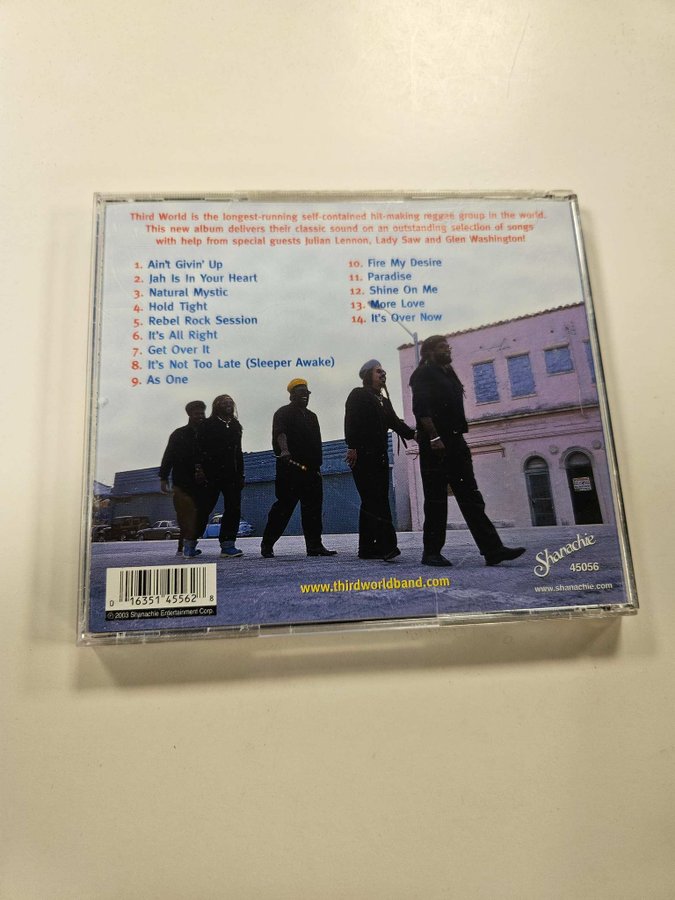 Third World is the longest-running self-contained hit-making reggae group in the world.
This new album delivers their classic sound on an outstanding selection of songs
with help from special guests Julian Lennon, Lady Saw and Glen Washington!
1. Ain't Givin' Up
2. Jah Is In Your Heart
3. Natural Mystic
4. Hold Tight
5. Rebel Rock Session
6. It's All Right
7. Get Over It
8. It's Not Too Late (Sleeper Awake)
9. As One
10. Fire My Desire
11. Paradise
12. Shine On Me
13. More Love
14. It's Over Now
Shanachie
45056
www.shanachie.com
www.thirdworldband.com
0 16351 45562 8
℗ 2003 Shanachie Entertainment Corp.